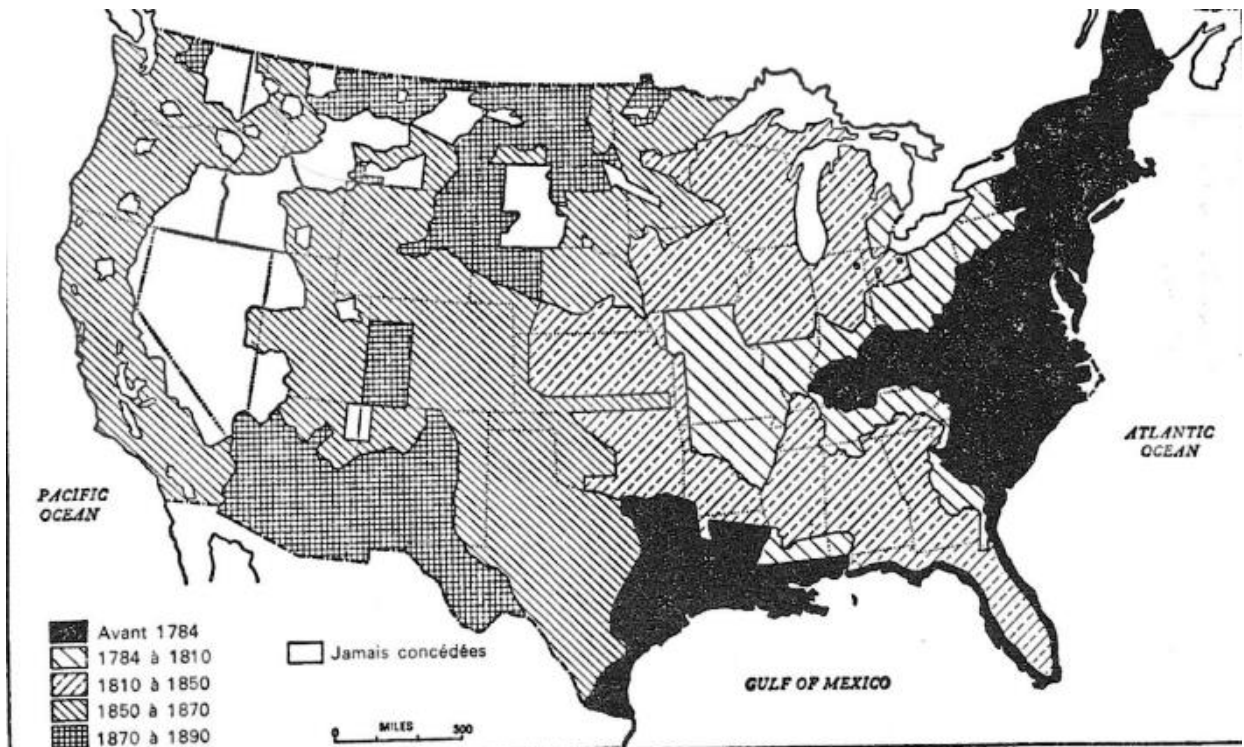 PACIFIC
OCEAN
ATLANTIC
OCEAN
GULF OF MEXICO
Avant 1784
1784 à 1810
1810 à 1850
1850 à 1870
1870 à 1890
Jamais concédées
0 MILES 300